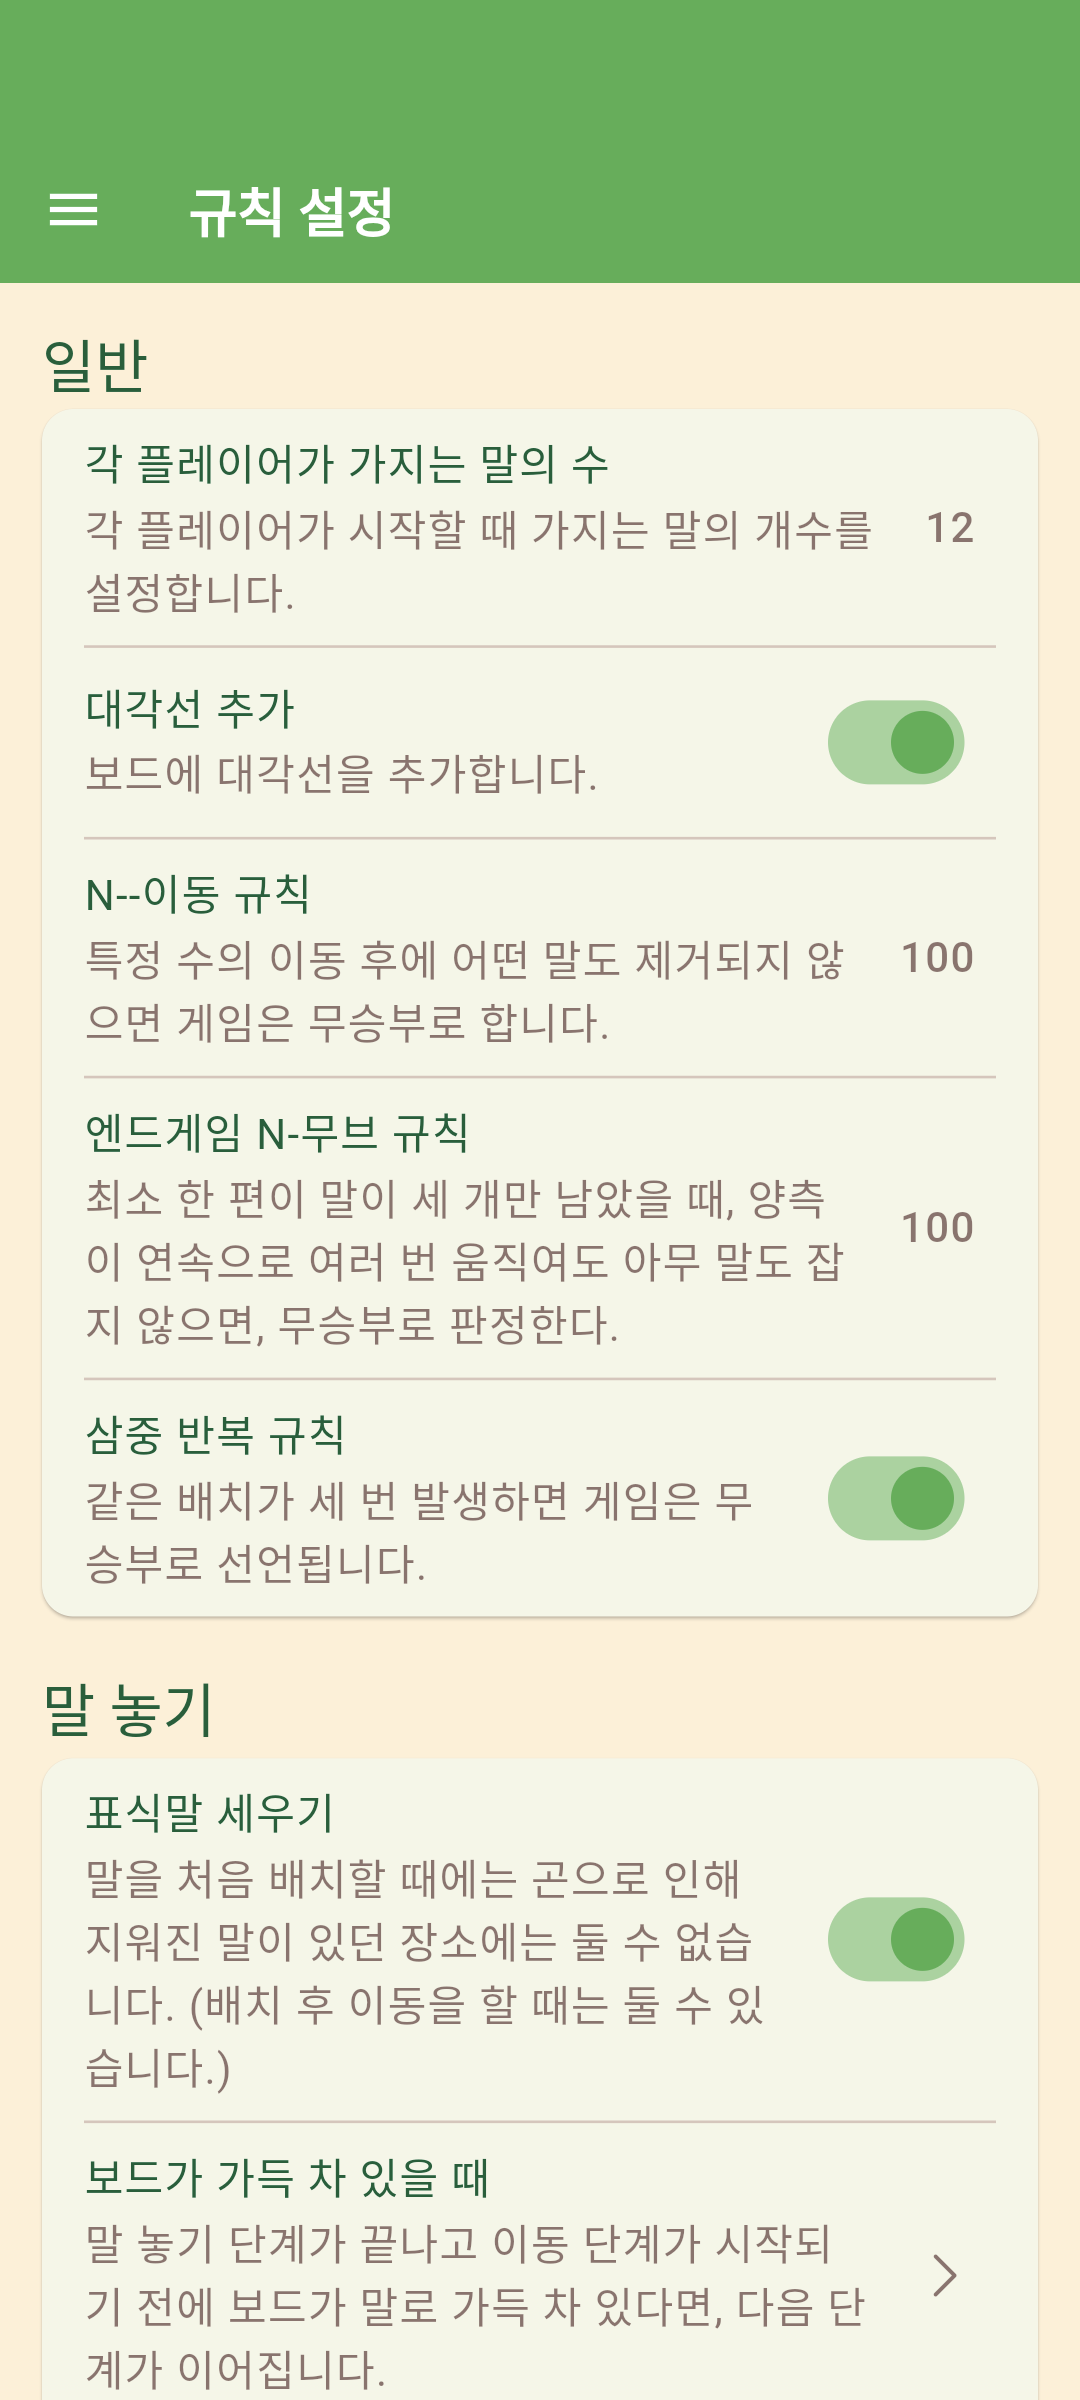 규칙 설정
일반
각 플레이어가 가지는 말의 수
각 플레이어가 시작할 때 가지는 말의 개수를
설정합니다.
12
대각선 추가
보드에 대각선을 추가합니다.
N--이동 규칙
특정 수의 이동 후에 어떤 말도 제거되지 않
으면 게임은 무승부로 합니다.
100
엔드게임 N-무브 규칙
최소 한 편이 말이 세 개만 남았을 때, 양측
이 연속으로 여러 번 움직여도 아무 말도 잡
지 않으면, 무승부로 판정한다.
100
삼중 반복 규칙
같은 배치가 세 번 발생하면 게임은 무
승부로 선언됩니다.
말 놓기
표식말 세우기
말을 처음 배치할 때에는 곤으로 인해
지워진 말이 있던 장소에는 둘 수 없습
니다. (배치 후 이동을 할 때는 둘 수 있
습니다.)
보드가 가득 차 있을 때
말 놓기 단계가 끝나고 이동 단계가 시작되
기 전에 보드가 말로 가득 차 있다면, 다음 단
계가 이어집니다.